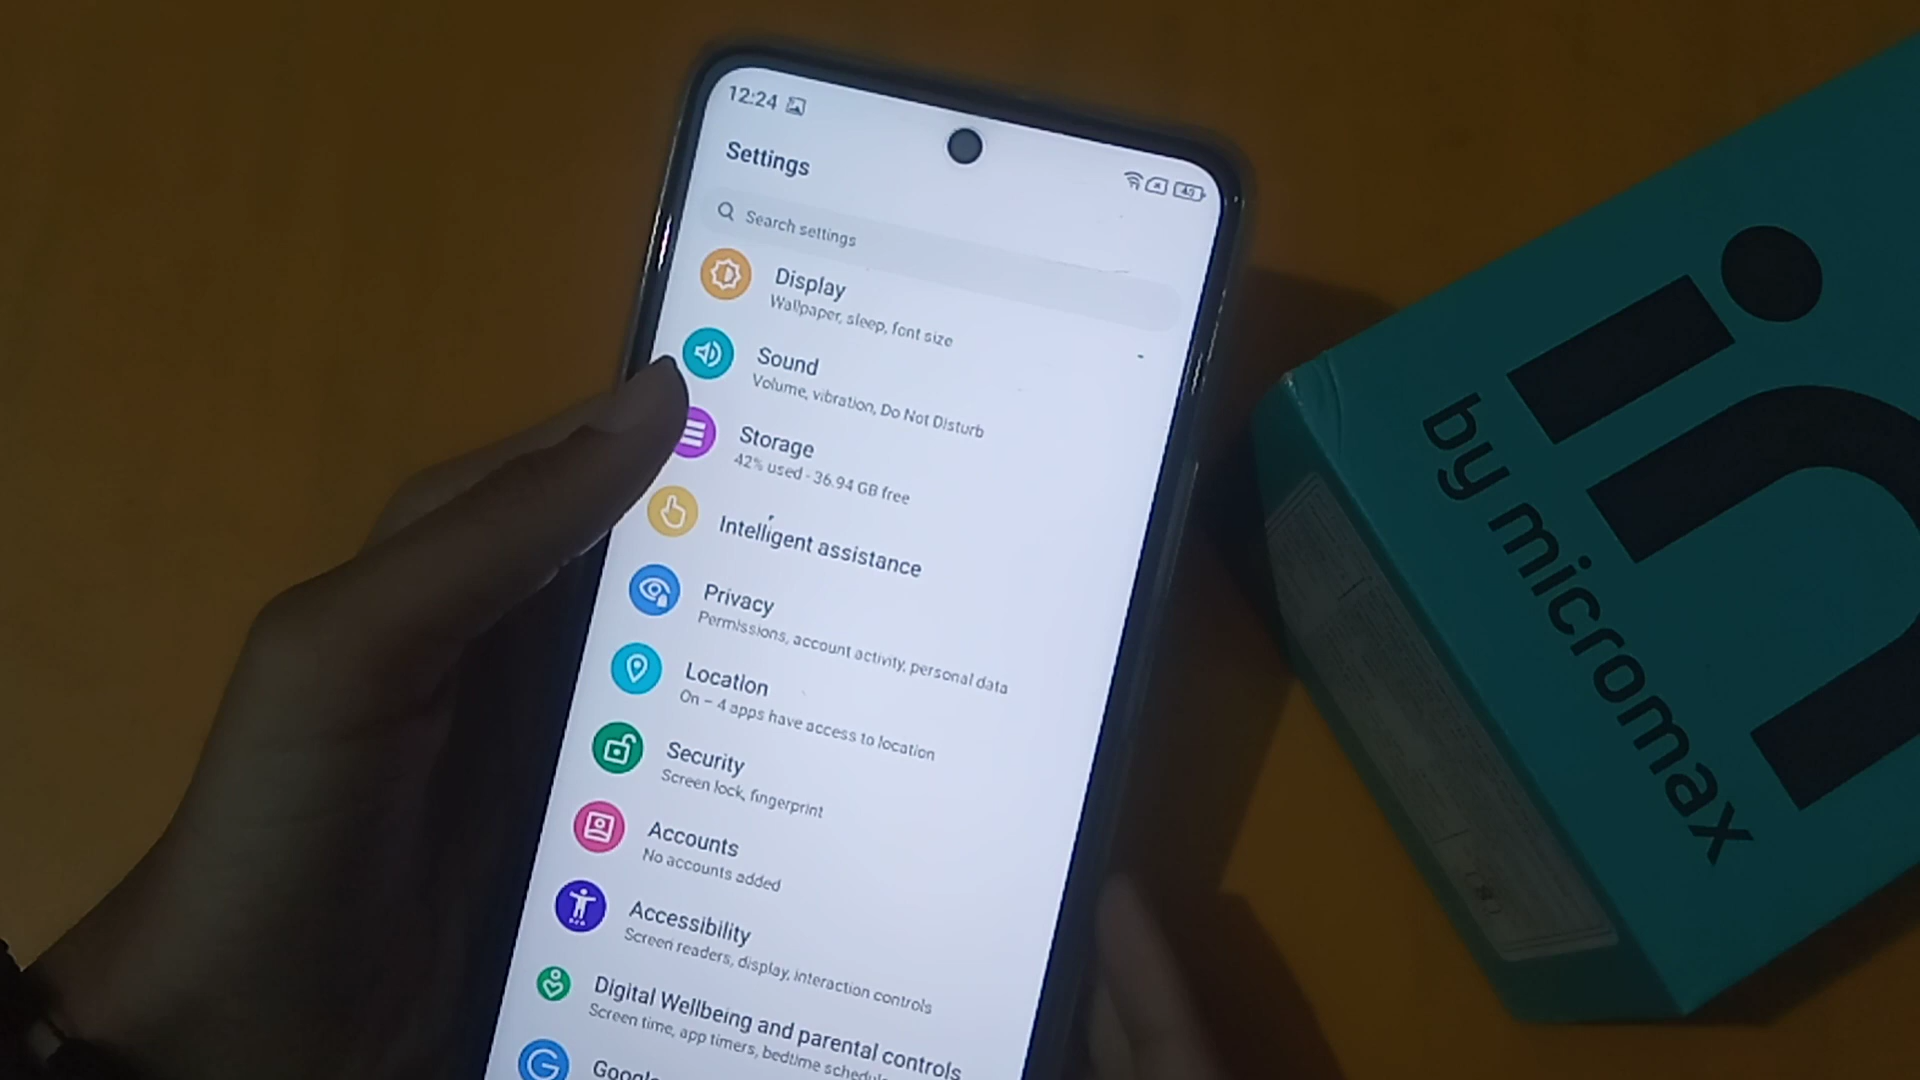 12:24
49
Settings
Search settings
Display
Wallpaper, sleep, font size
Sound
Volume, vibration, Do Not Disturb
Storage
42% used - 36.94 GB free
Intelligent assistance
Privacy
Permissions, account activity, personal data
Location
On – 4 apps have access to location
Security
Screen lock, fingerprint
Accounts
No accounts added
Accessibility
Screen readers, display, interaction controls
Digital Wellbeing and parental controls
Screen time, app timers, bedtime schedules
Google
in
by micromax